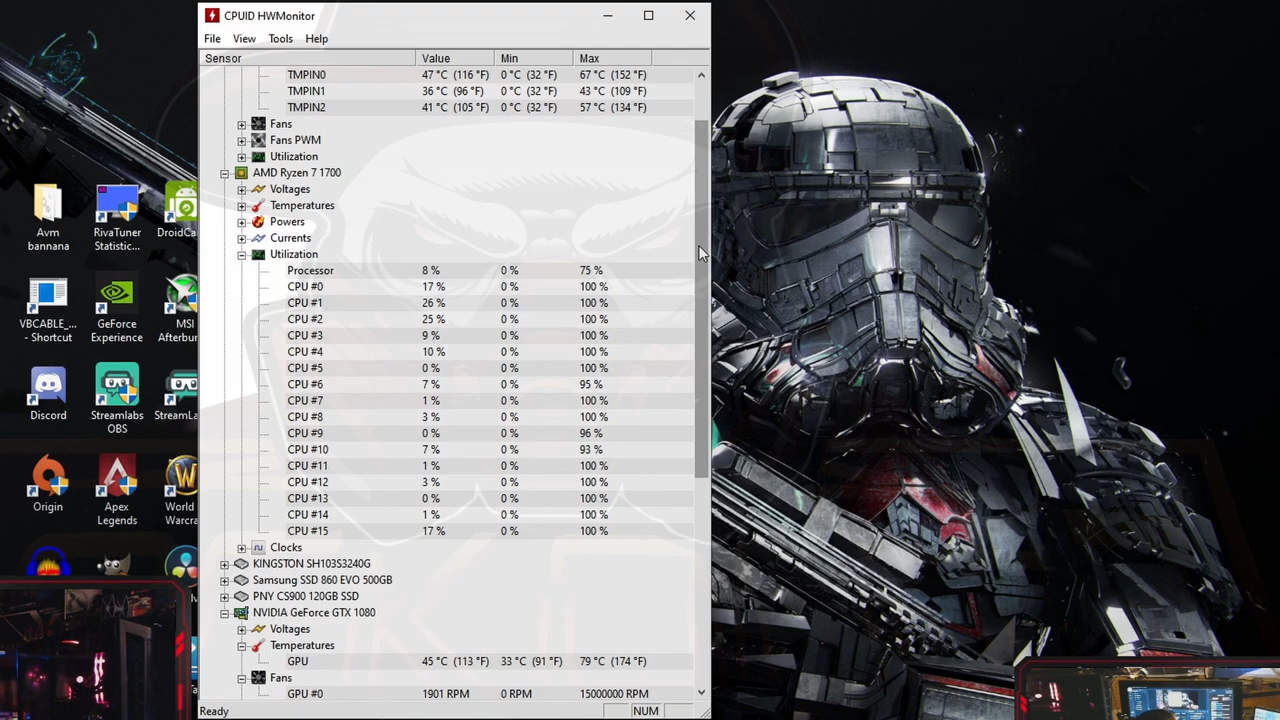 CPUID HWMonitor
File View Tools Help
Sensor Value Min Max
TMPIN0 47 °C (116 °F) 0 °C (32 °F) 67 °C (152 °F)
TMPIN1 36 °C (96 °F) 0 °C (32 °F) 43 °C (109 °F)
TMPIN2 41 °C (105 °F) 0 °C (32 °F) 57 °C (134 °F)
Fans
Fans PWM
Utilization
AMD Ryzen 7 1700
Voltages
Temperatures
Powers
Currents
Utilization
Processor 8 % 0 % 75 %
CPU #0 17 % 0 % 100 %
CPU #1 26 % 0 % 100 %
CPU #2 25 % 0 % 100 %
CPU #3 9 % 0 % 100 %
CPU #4 10 % 0 % 100 %
CPU #5 0 % 0 % 100 %
CPU #6 7 % 0 % 95 %
CPU #7 1 % 0 % 100 %
CPU #8 3 % 0 % 100 %
CPU #9 0 % 0 % 96 %
CPU #10 7 % 0 % 93 %
CPU #11 1 % 0 % 100 %
CPU #12 3 % 0 % 100 %
CPU #13 0 % 0 % 100 %
CPU #14 1 % 0 % 100 %
CPU #15 17 % 0 % 100 %
Clocks
KINGSTON SH103S3240G
Samsung SSD 860 EVO 500GB
PNY CS900 120GB SSD
NVIDIA GeForce GTX 1080
Voltages
Temperatures
GPU 45 °C (113 °F) 33 °C (91 °F) 79 °C (174 °F)
Fans
GPU #0 1901 RPM 0 RPM 15000000 RPM
Ready NUM
Avm
bannana
RivaTuner
Statistic...
DroidCa
VBCABLE_...
- Shortcut
GeForce
Experience
MSI
Afterbu
Discord
Streamlabs
OBS
StreamLa
Origin
Apex
Legends
World
Warcra